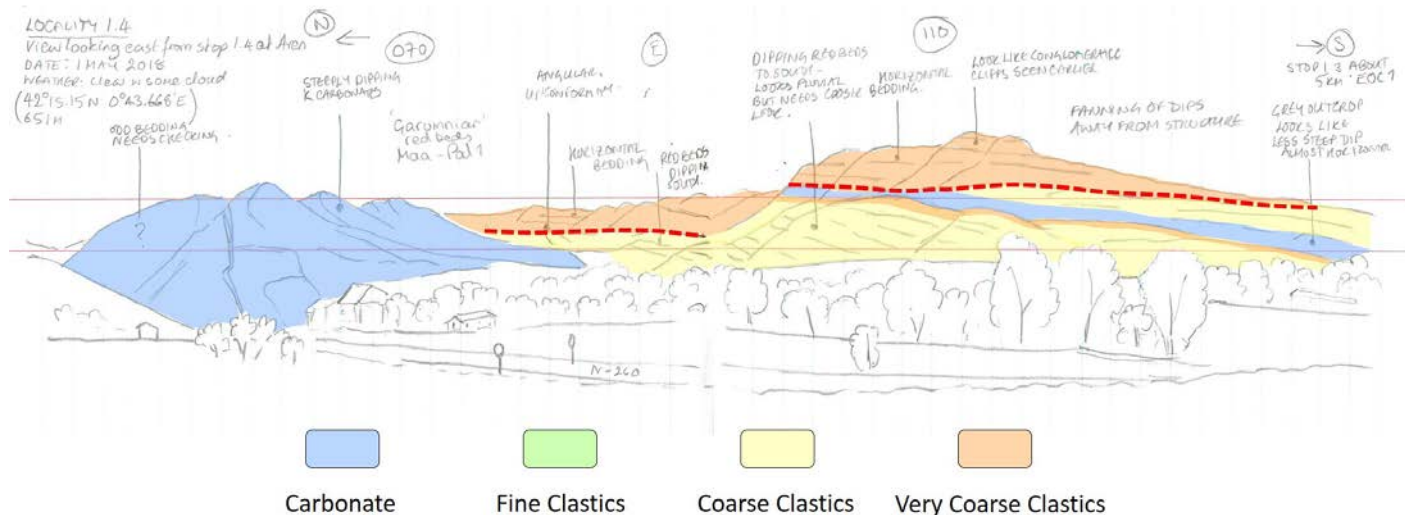 LOCALITY 1.4
View looking east from stop 1.4 at Aren
DATE: 1 MAY 2018
WEATHER: Clear w some cloud
(42°15.15N 0°43.666'E)
651M
N
070
E
110
S
ODD BEDDING
NEEDS CHECKING.
STEEPLY DIPPING
K CARBONATES
'Garumnian'
red beds
Maa-Pal?
ANGULAR
UNCONFORMITY
HORIZONTAL
BEDDING
RED BEDS
DIPPING
SOUTH.
DIPPING RED BEDS
TO SOUTH-
LOOKS FLUVIAL
BUT NEEDS CLOSER
LOOK.
HORIZONTAL
BEDDING.
LOOK LIKE CONGLOMERATE
CLIFFS SEEN EARLIER
FANNING OF DIPS
AWAY FROM STRUCTURE
STOP 1.3 ABOUT
5KM. EOC?
GREY OUTCROP
LOOKS LIKE
LESS STEEP DIP
ALMOST HORIZONTAL
?
N-260
Carbonate
Fine Clastics
Coarse Clastics
Very Coarse Clastics